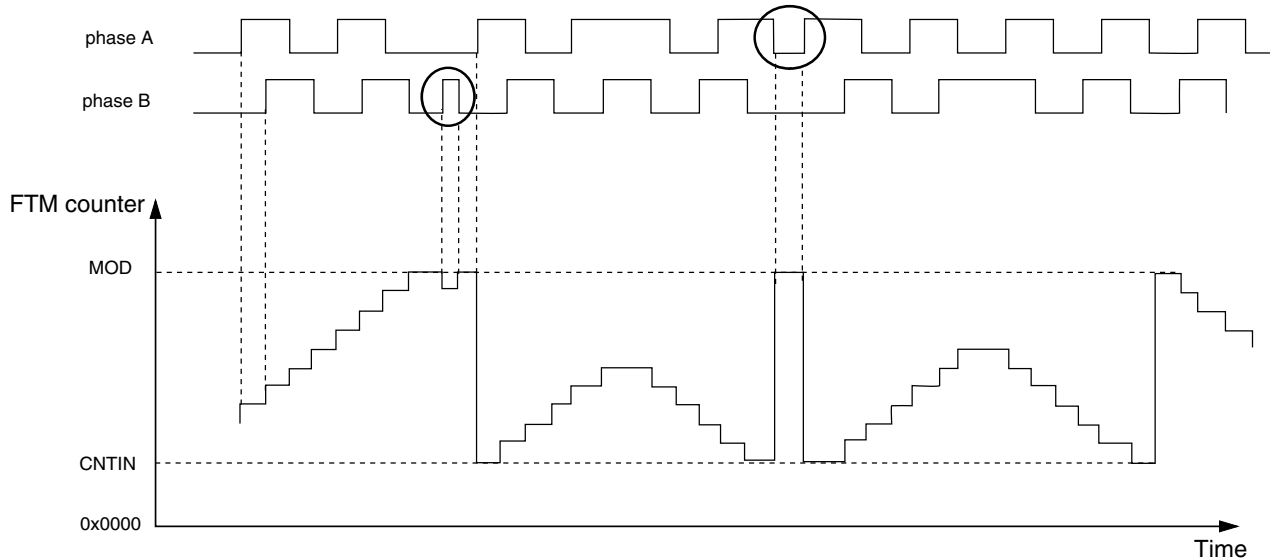 phase A
phase B
FTM counter
MOD
CNTIN
0x0000
Time